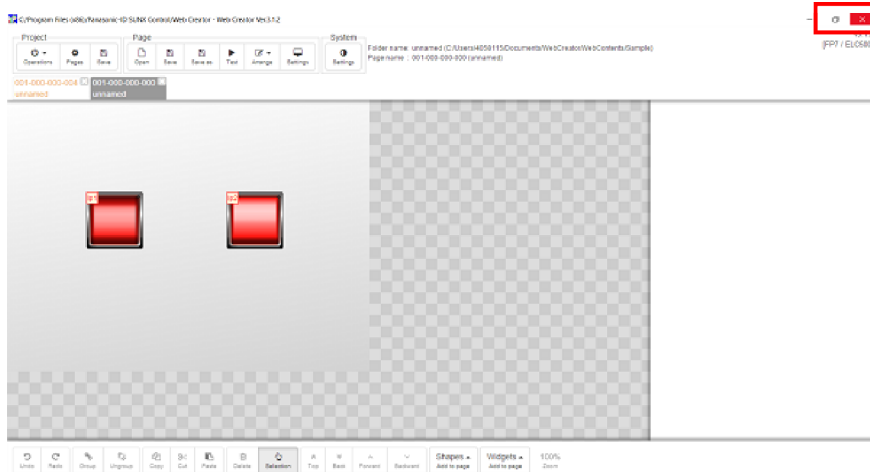 C:/Program Files (x86)/Panasonic-ID SUNX Control/Web Creator - Web Creator Ver.3.1.2
Project Page System
Operations Pages Save Open Save Save as Test Arrange Settings Settings
Folder name: unnamed (C:/Users/4058115/Documents/WebCreator/WebContents/Sample)
Page name : 001-000-000-000 (unnamed)
(FP7 / ELC500
001-000-000-004 001-000-000-000
unnamed unnamed
lp1 lp2
Undo Redo Group Ungroup Copy Cut Paste Delete Selection Top Back Forward Backward
Shapes Widgets 100%
Add to page Add to page Zoom